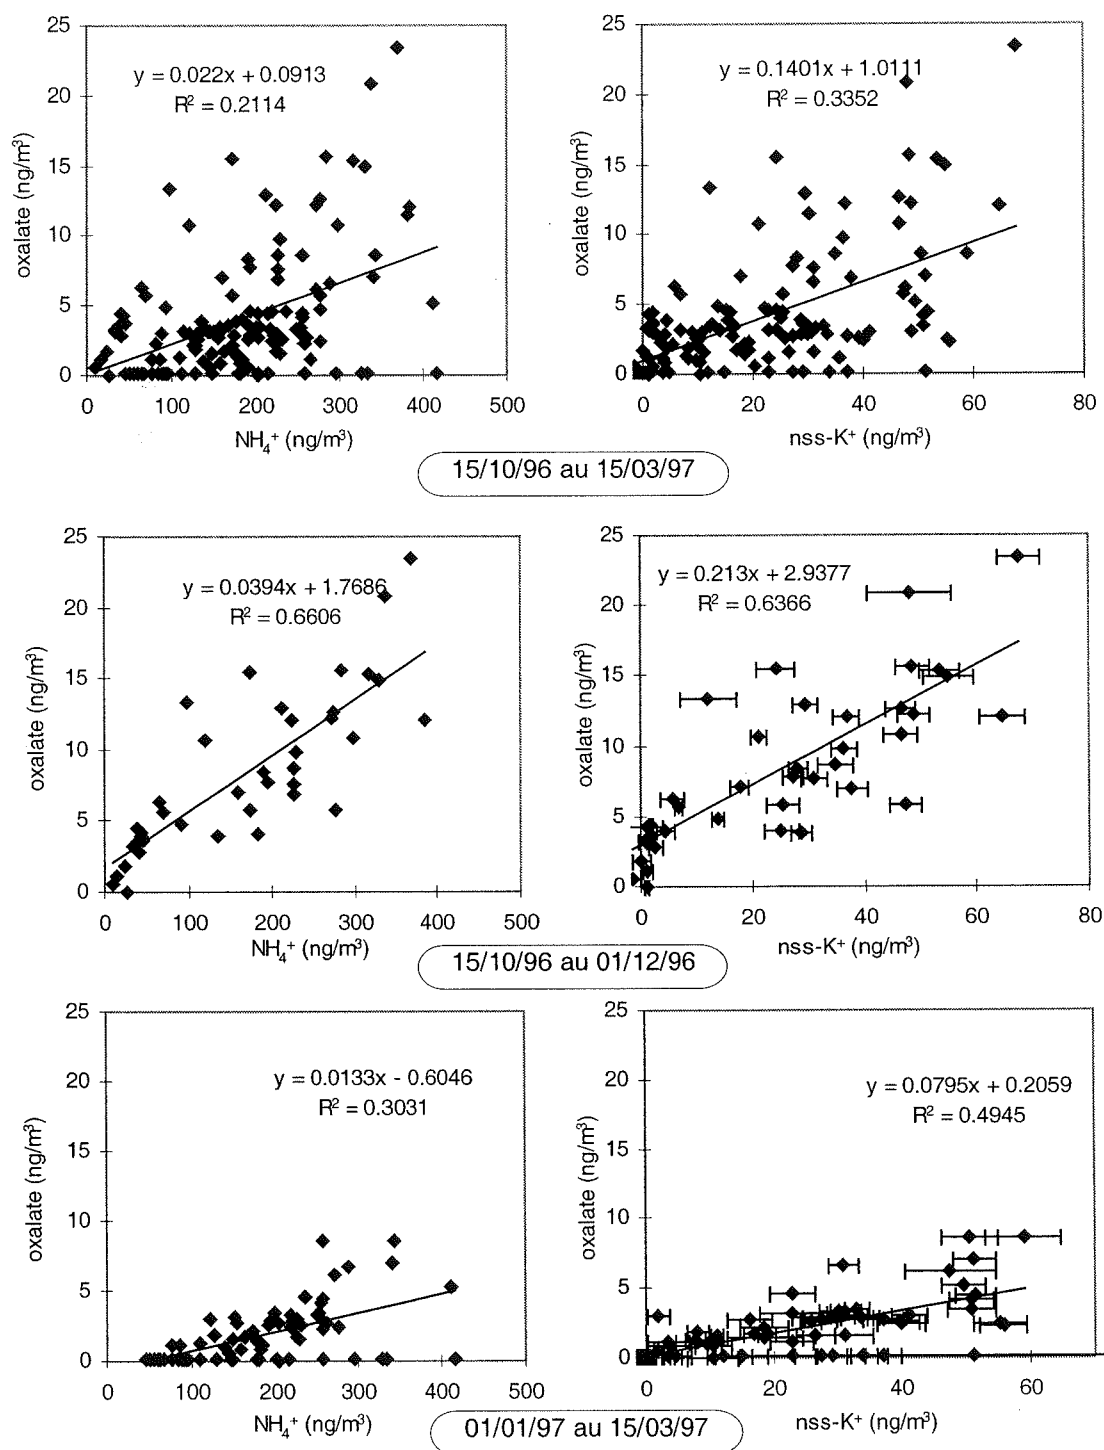 25
20
15
10
5
0
oxalate (ng/m³)
y = 0.022x + 0.0913
R² = 0.2114
0 100 200 300 400 500
NH₄⁺ (ng/m³)
25
20
15
10
5
0
oxalate (ng/m³)
y = 0.1401x + 1.0111
R² = 0.3352
0 20 40 60 80
nss-K⁺ (ng/m³)
15/10/96 au 15/03/97
25
20
15
10
5
0
oxalate (ng/m³)
y = 0.0394x + 1.7686
R² = 0.6606
0 100 200 300 400 500
NH₄⁺ (ng/m³)
25
20
15
10
5
0
oxalate (ng/m³)
y = 0.213x + 2.9377
R² = 0.6366
0 20 40 60 80
nss-K⁺ (ng/m³)
15/10/96 au 01/12/96
25
20
15
10
5
0
oxalate (ng/m³)
y = 0.0133x - 0.6046
R² = 0.3031
0 100 200 300 400 500
NH₄⁺ (ng/m³)
25
20
15
10
5
0
oxalate (ng/m³)
y = 0.0795x + 0.2059
R² = 0.4945
0 20 40 60
nss-K⁺ (ng/m³)
01/01/97 au 15/03/97